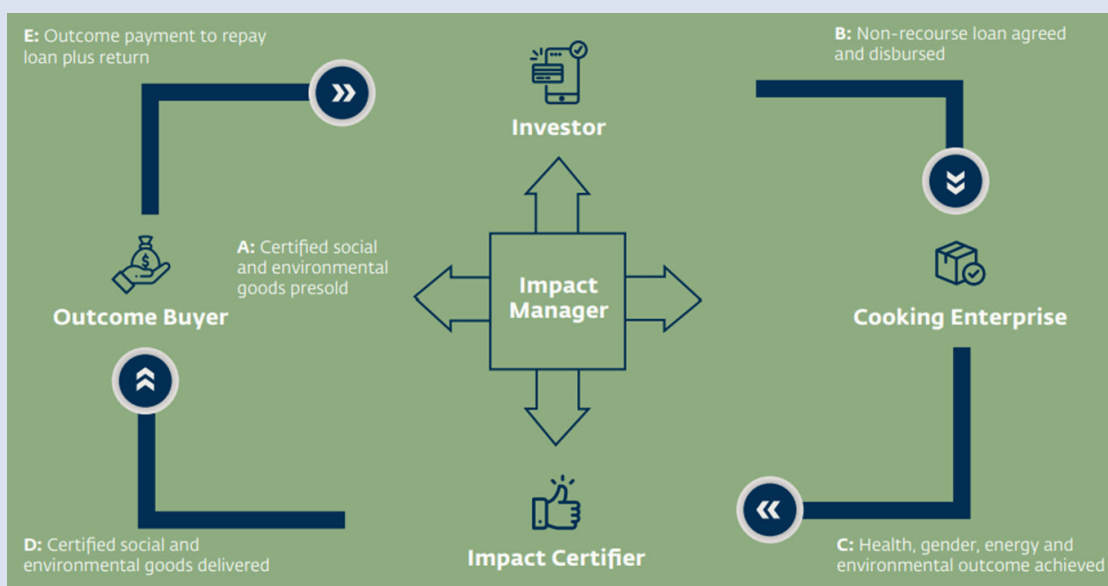 E: Outcome payment to repay
loan plus return
B: Non-recourse loan agreed
and disbursed
Investor
A: Certified social
and environmental
goods presold
Impact
Manager
Outcome Buyer
Cooking Enterprise
D: Certified social and
environmental goods delivered
Impact Certifier
C: Health, gender, energy and
environmental outcome achieved